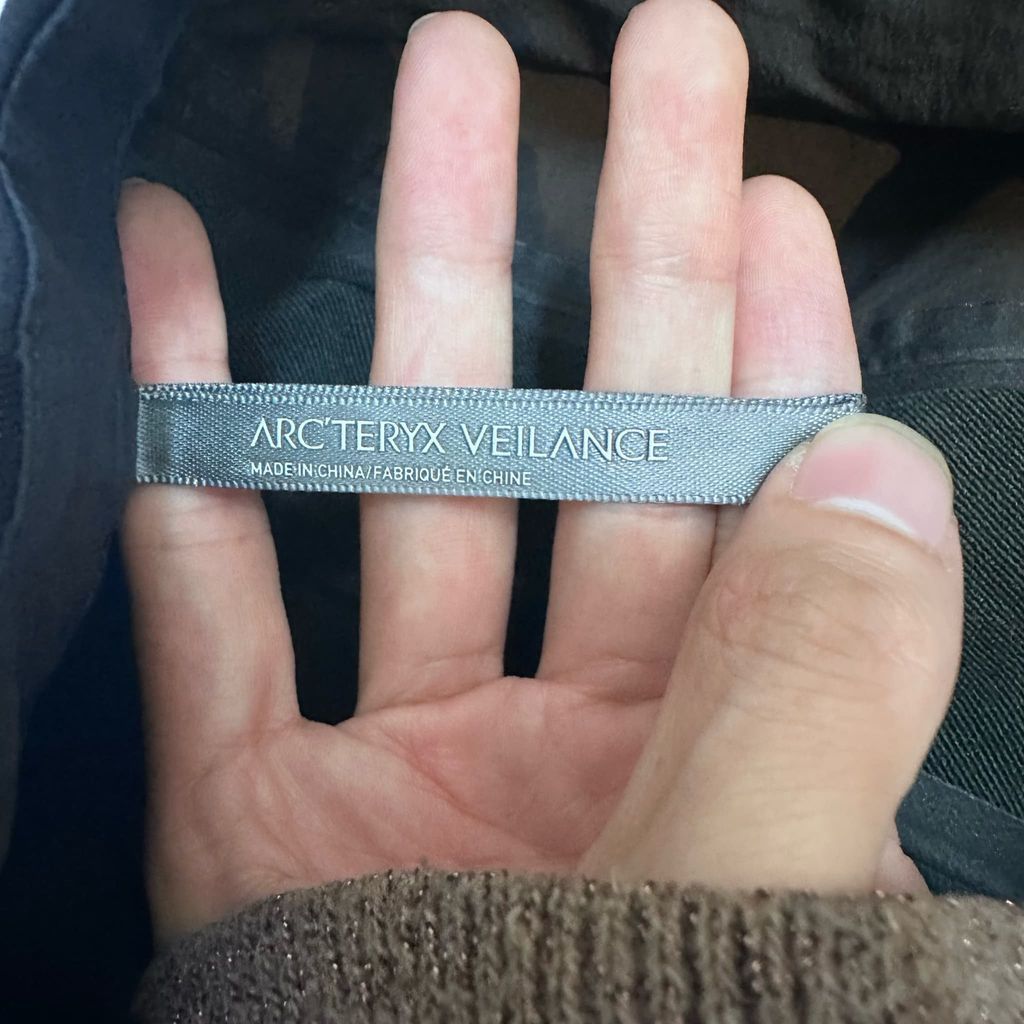 ARC'TERYX VEILANCE
MADE IN CHINA/FABRIQUÉ EN CHINE